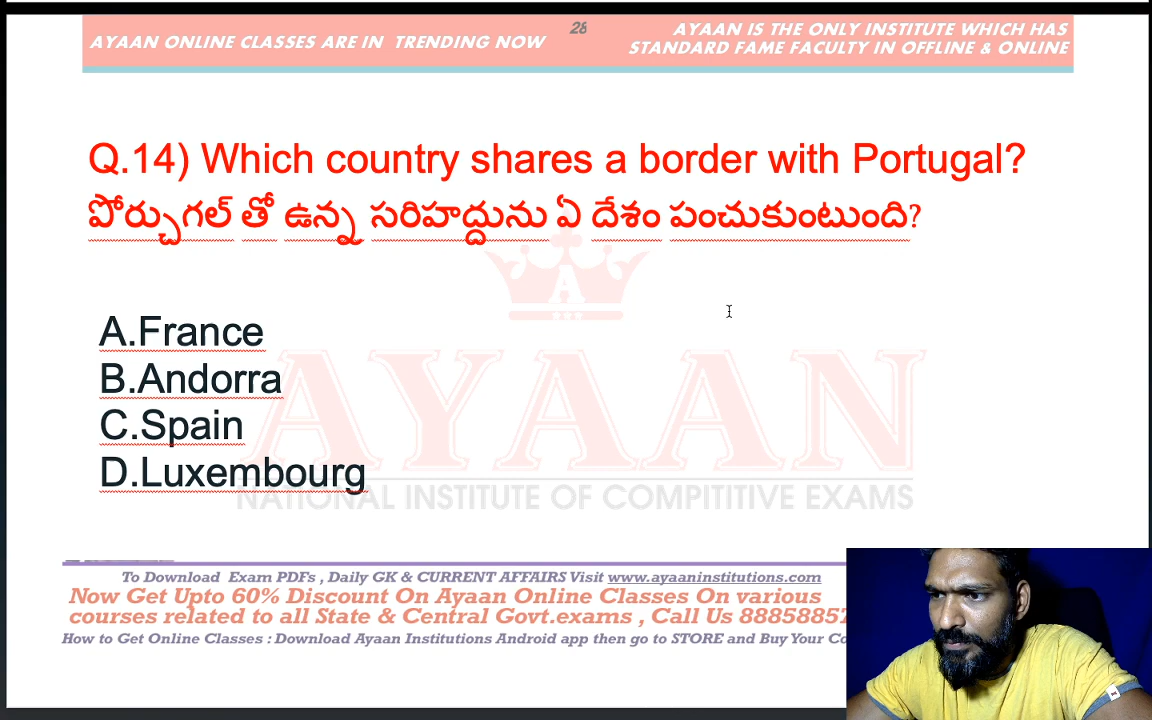 AYAAN ONLINE CLASSES ARE IN TRENDING NOW
28
AYAAN IS THE ONLY INSTITUTE WHICH HAS
STANDARD FAME FACULTY IN OFFLINE & ONLINE
Q.14) Which country shares a border with Portugal?
పోర్చుగల్ తో ఉన్న సరిహద్దును ఏ దేశం పంచుకుంటుంది?
A.France
B.Andorra
C.Spain
D.Luxembourg
A
AYAAN
NATIONAL INSTITUTE OF COMPITITIVE EXAMS
To Download Exam PDFs , Daily GK & CURRENT AFFAIRS Visit www.ayaaninstitutions.com
Now Get Upto 60% Discount On Ayaan Online Classes On various
courses related to all State & Central Govt.exams , Call Us
How to Get Online Classes : Download Ayaan Institutions Android app then go to STORE and Buy Your